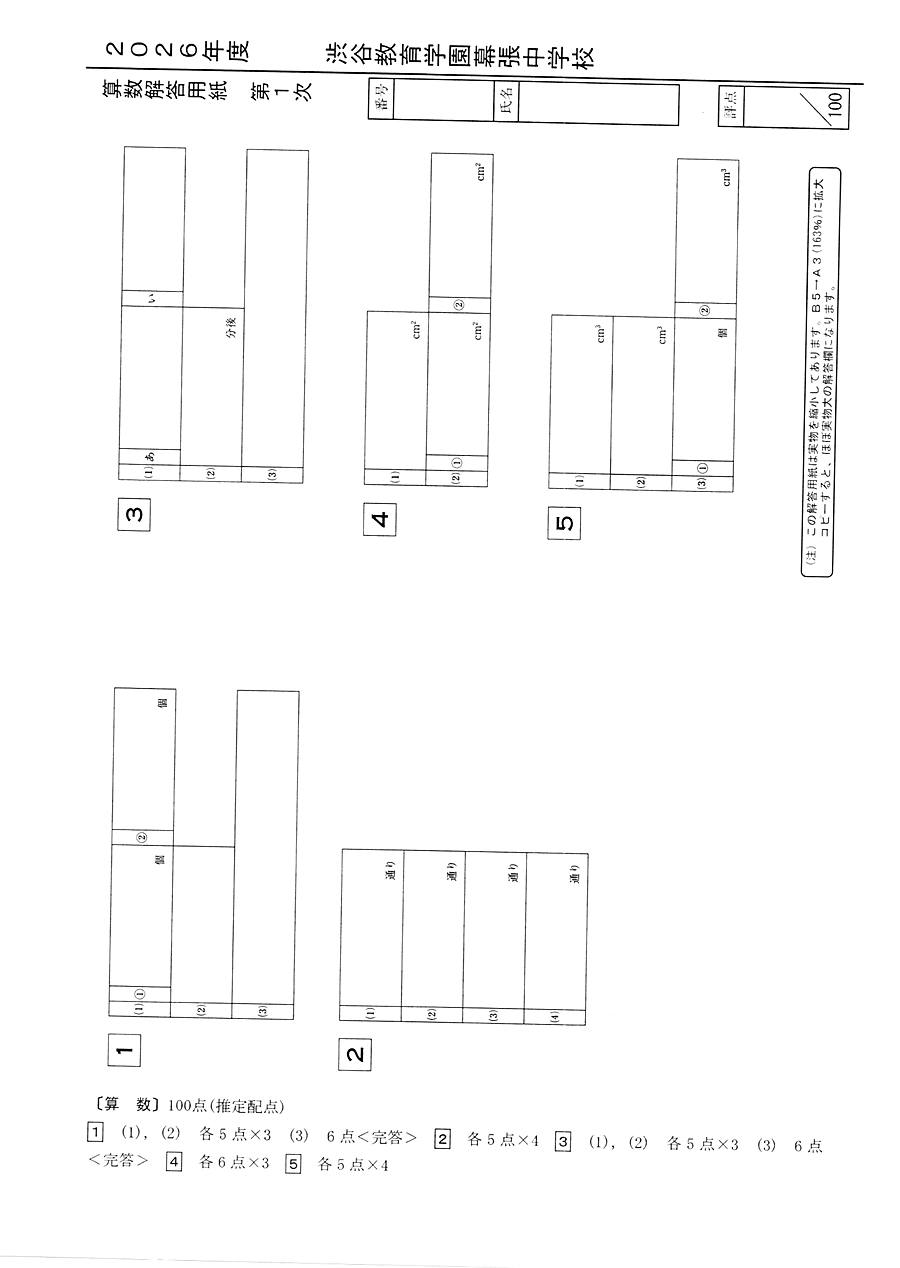 2026年度　渋谷教育学園幕張中学校
算数解答用紙　第1次
番号
氏名
評点
／100
1
(1) ① 個 ② 個
(2)
(3)
2
(1) 通り
(2) 通り
(3) 通り
(4) 通り
3
(1) あ い
(2) 分後
(3)
4
(1) cm²
(2) ① cm² ② cm²
5
(1) cm³
(2) cm³
(3) ① 個 ② cm³
(注) この解答用紙は実物を縮小してあります。B5→A3(163%)に拡大
コピーすると、ほぼ実物大の解答欄になります。
〔算　数〕100点(推定配点)
1 (1), (2) 各5点×3 (3) 6点<完答> 2 各5点×4 3 (1), (2) 各5点×3 (3) 6点
<完答> 4 各6点×3 5 各5点×4